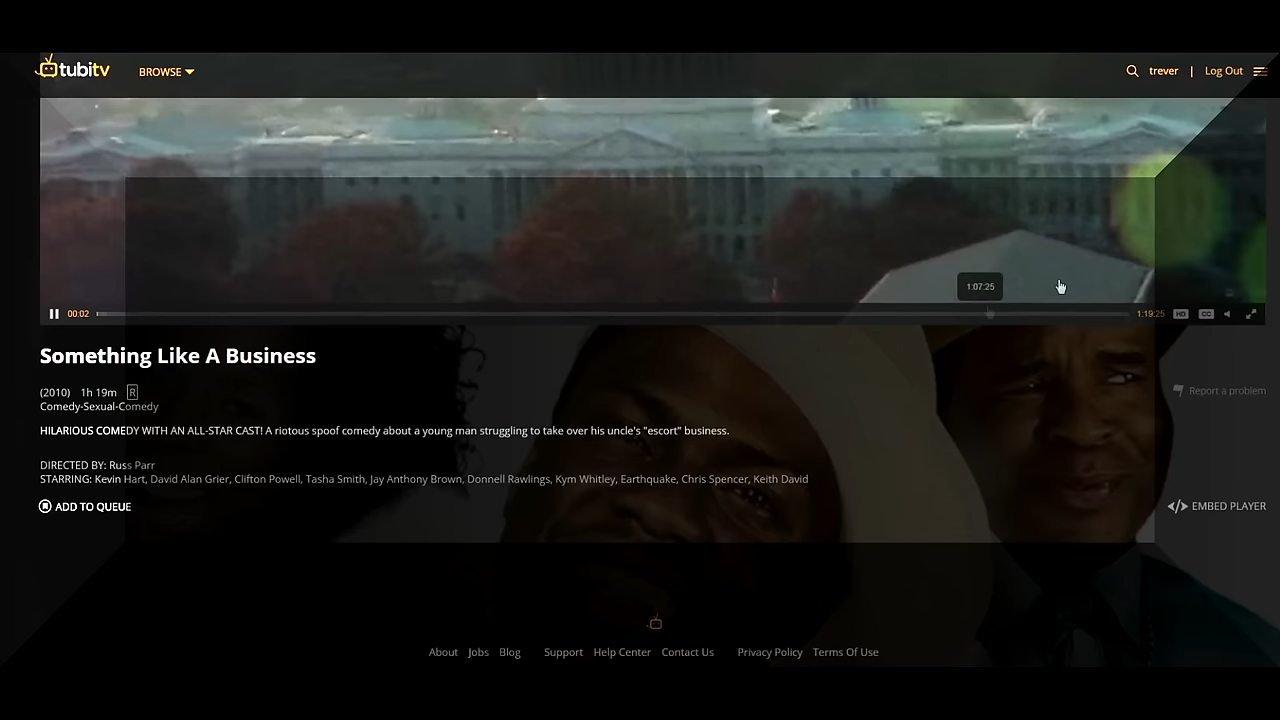 tubitv BROWSE trever | Log Out
1:07:25
00:02 1:19:25 HD CC
Something Like A Business
(2010) 1h 19m R
Report a problem
Comedy-Sexual-Comedy
HILARIOUS COMEDY WITH AN ALL-STAR CAST! A riotous spoof comedy about a young man struggling to take over his uncle's "escort" business.
DIRECTED BY: Russ Parr
STARRING: Kevin Hart, David Alan Grier, Clifton Powell, Tasha Smith, Jay Anthony Brown, Donnell Rawlings, Kym Whitley, Earthquake, Chris Spencer, Keith David
ADD TO QUEUE </> EMBED PLAYER
About Jobs Blog Support Help Center Contact Us Privacy Policy Terms Of Use